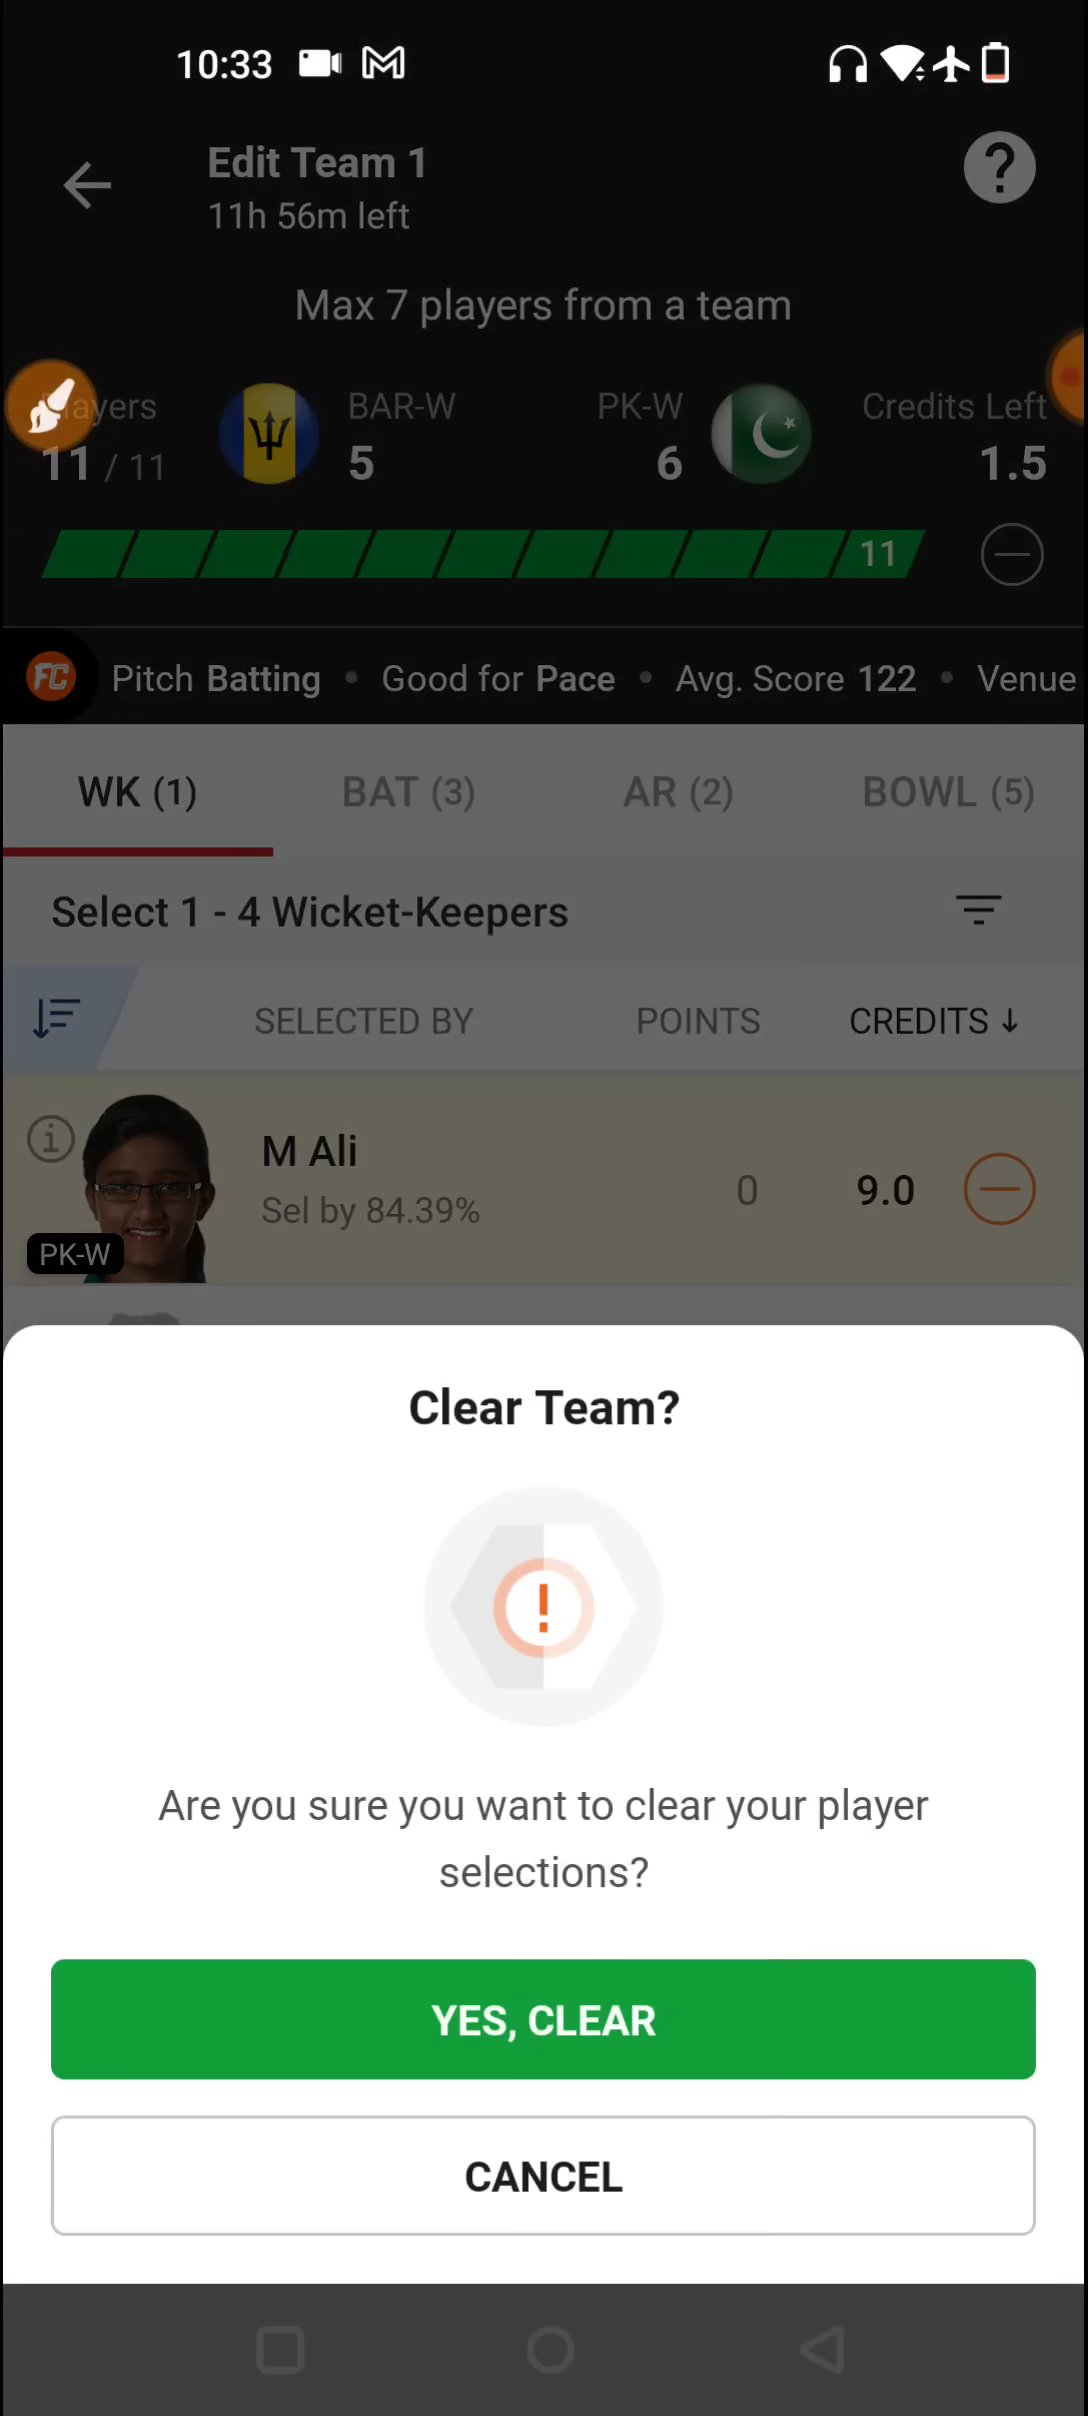 10:33
Edit Team 1
11h 56m left
Max 7 players from a team
ayers BAR-W PK-W Credits Left
11 / 11 5 6 1.5
11
FC Pitch Batting • Good for Pace • Avg. Score 122 • Venue
WK (1) BAT (3) AR (2) BOWL (5)
Select 1 - 4 Wicket-Keepers
SELECTED BY POINTS CREDITS ↓
M Ali
Sel by 84.39% 0 9.0
PK-W
Clear Team?
Are you sure you want to clear your player
selections?
YES, CLEAR
CANCEL